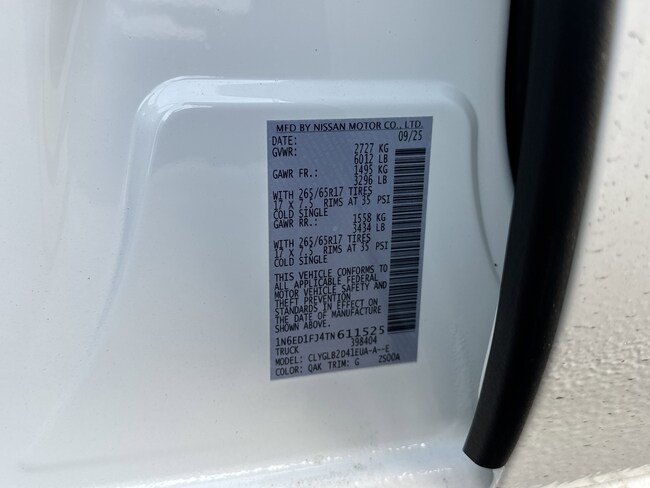 MFD BY NISSAN MOTOR CO., LTD.
DATE: 09/25
GVWR: 2727 KG
6012 LB
GAWR FR.: 1495 KG
3296 LB
WITH 265/65R17 TIRES
17 X 7.5 RIMS AT 35 PSI
COLD SINGLE
GAWR RR.: 1558 KG
3434 LB
WITH 265/65R17 TIRES
17 X 7.5 RIMS AT 35 PSI
COLD SINGLE
THIS VEHICLE CONFORMS TO
ALL APPLICABLE FEDERAL
MOTOR VEHICLE SAFETY AND
THEFT PREVENTION
STANDARDS IN EFFECT ON
THE DATE OF MANUFACTURE
SHOWN ABOVE.
1N6ED1FJ4TN611525
TRUCK 398404
MODEL: CLYGLB2D41EUA-A--E
COLOR: QAK TRIM: G 2S00A